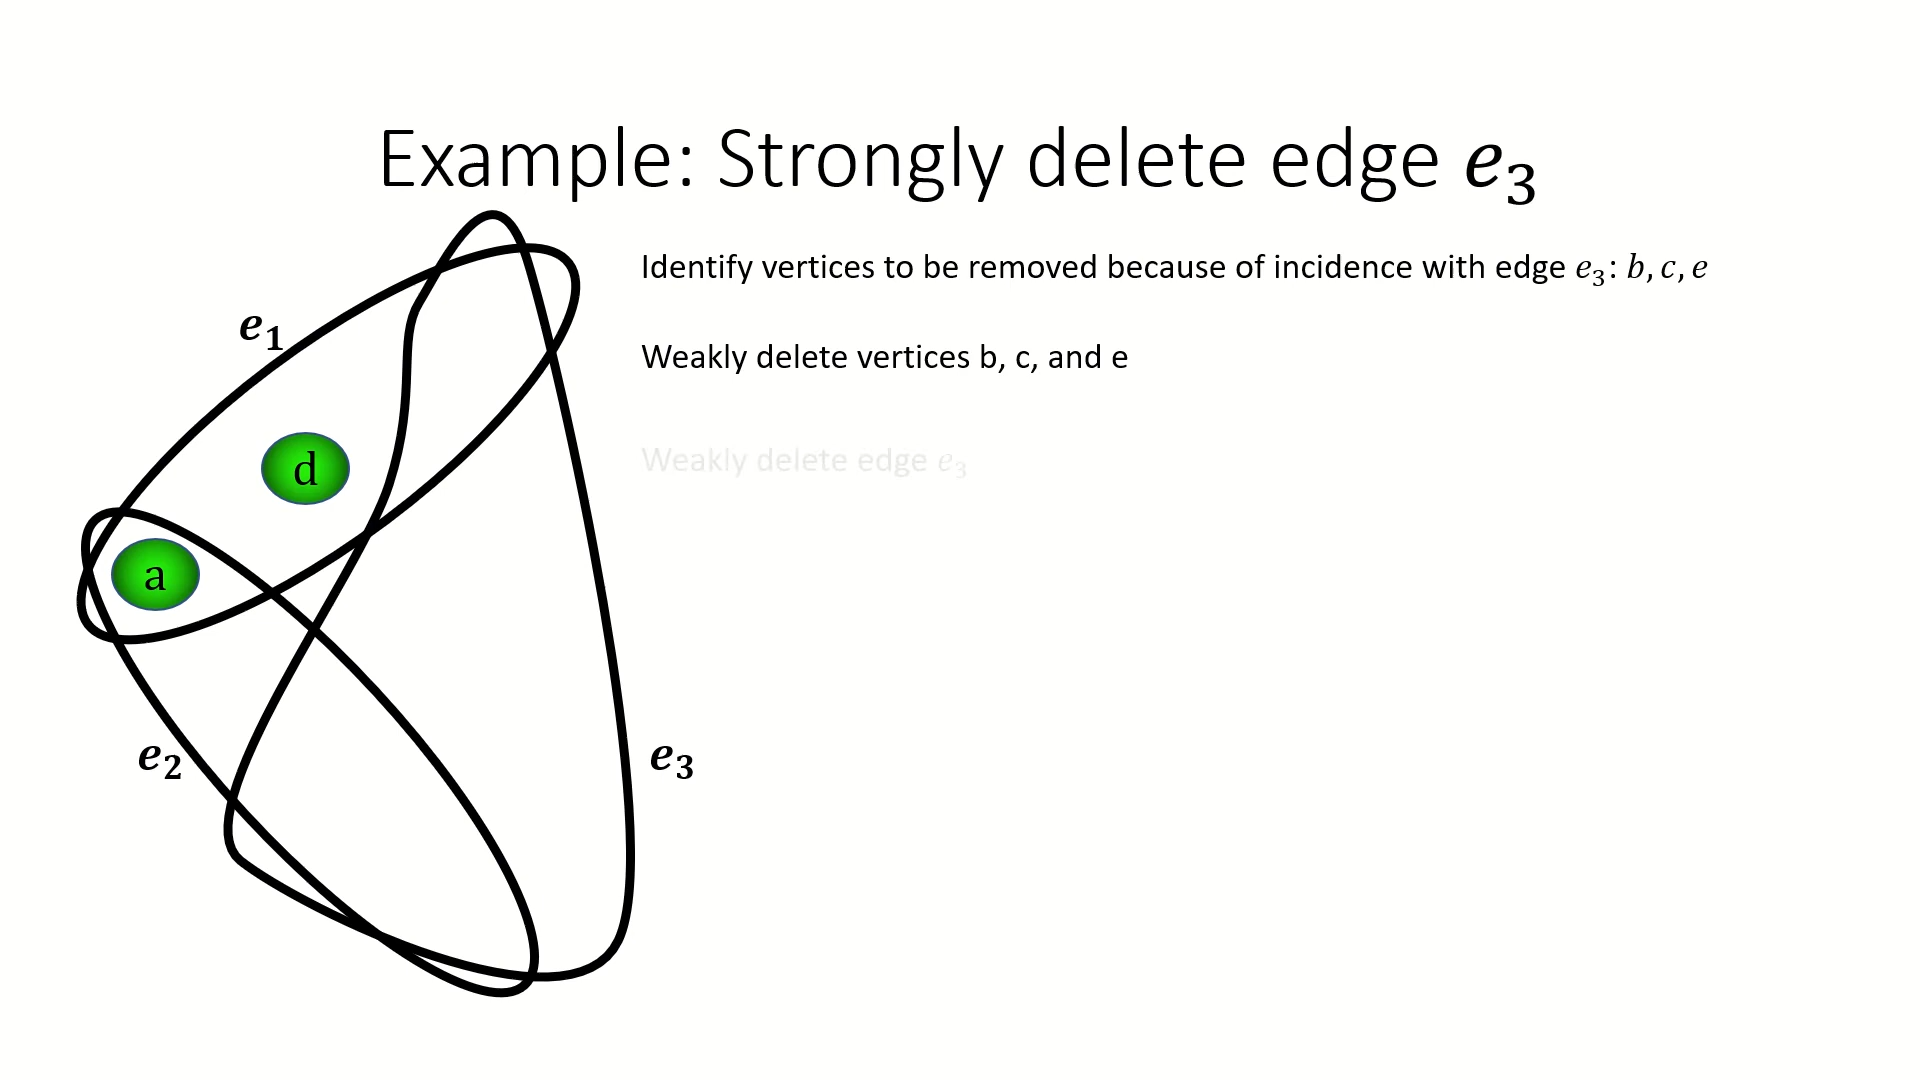 Example: Strongly delete edge e₃
Identify vertices to be removed because of incidence with edge e₃: b, c, e
e₁
Weakly delete vertices b, c, and e
d
Weakly delete edge e₃
a
e₂
e₃